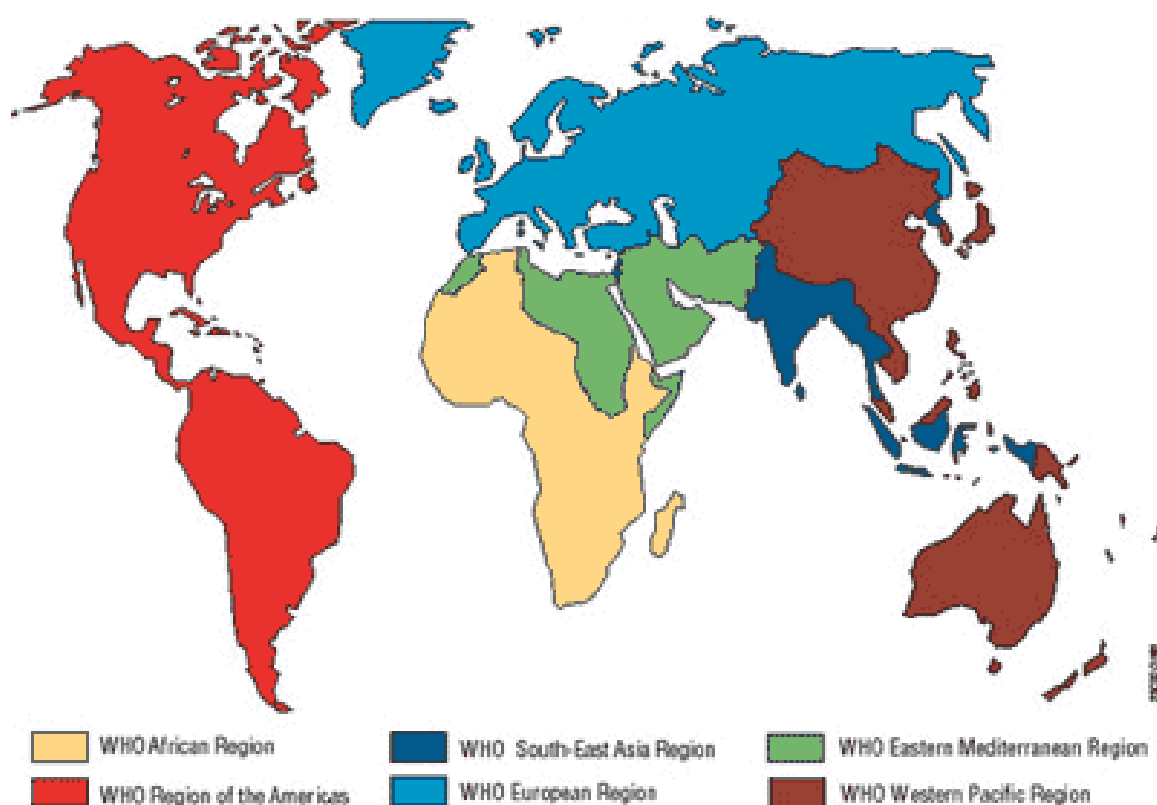 WHO African Region
WHO South-East Asia Region
WHO Eastern Mediterranean Region
WHO Region of the Americas
WHO European Region
WHO Western Pacific Region